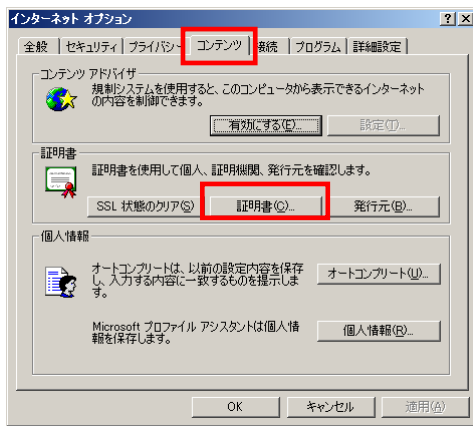 インターネット オプション
全般 セキュリティ プライバシー コンテンツ 接続 プログラム 詳細設定
コンテンツ アドバイザ
規制システムを使用すると、このコンピュータから表示できるインターネット
の内容を制御できます。
有効にする(E)... 設定(T)...
証明書
証明書を使用して個人、証明機関、発行元を確認します。
SSL 状態のクリア(S) 証明書(C)... 発行元(B)...
個人情報
オートコンプリートは、以前の設定内容を保存
し、入力する内容に一致するものを提示しま
す。
オートコンプリート(U)...
Microsoft プロファイル アシスタントは個人情
報を保存します。
個人情報(R)...
OK キャンセル 適用(A)